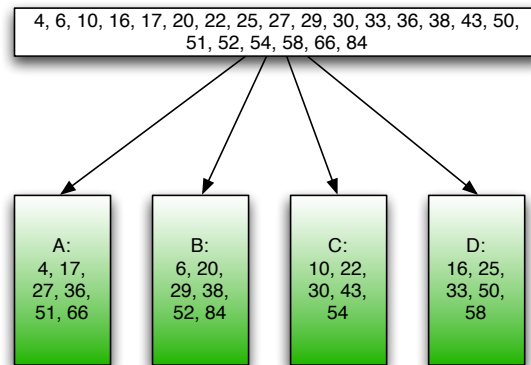 4, 6, 10, 16, 17, 20, 22, 25, 27, 29, 30, 33, 36, 38, 43, 50,
51, 52, 54, 58, 66, 84
A:
4, 17,
27, 36,
51, 66
B:
6, 20,
29, 38,
52, 84
C:
10, 22,
30, 43,
54
D:
16, 25,
33, 50,
58